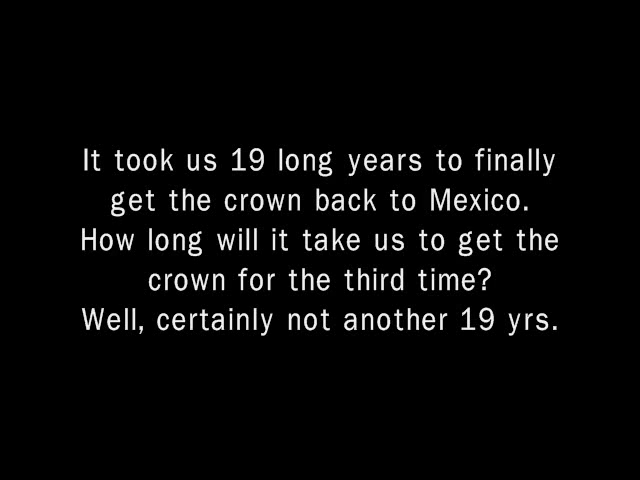 It took us 19 long years to finally
get the crown back to Mexico.
How long will it take us to get the
crown for the third time?
Well, certainly not another 19 yrs.